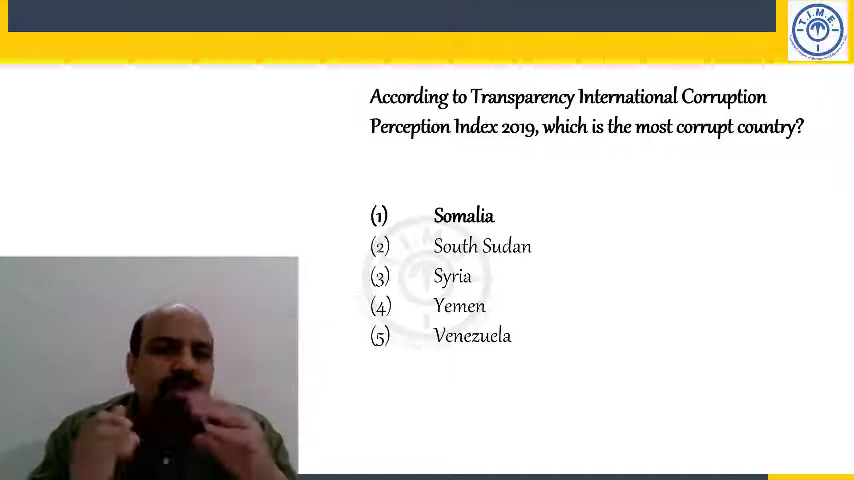 T.I.M.E
According to Transparency International Corruption
Perception Index 2019, which is the most corrupt country?
(1) Somalia
(2) South Sudan
(3) Syria
(4) Yemen
(5) Venezuela